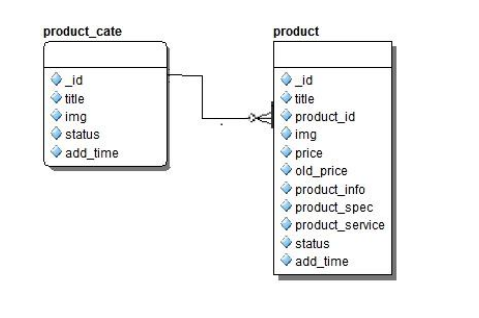 product_cate
_id
title
img
status
add_time
product
_id
title
product_id
img
price
old_price
product_info
product_spec
product_service
status
add_time